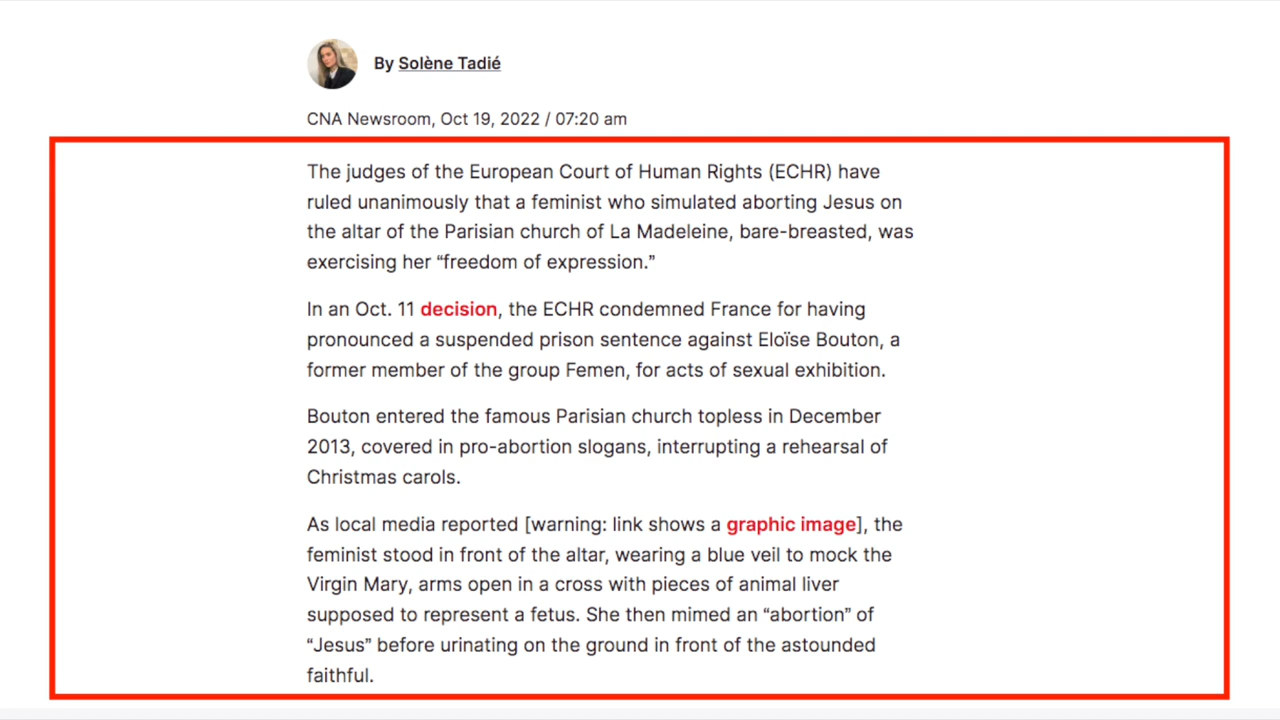 By Solène Tadié
CNA Newsroom, Oct 19, 2022 / 07:20 am
The judges of the European Court of Human Rights (ECHR) have
ruled unanimously that a feminist who simulated aborting Jesus on
the altar of the Parisian church of La Madeleine, bare-breasted, was
exercising her “freedom of expression.”
In an Oct. 11 decision, the ECHR condemned France for having
pronounced a suspended prison sentence against Eloïse Bouton, a
former member of the group Femen, for acts of sexual exhibition.
Bouton entered the famous Parisian church topless in December
2013, covered in pro-abortion slogans, interrupting a rehearsal of
Christmas carols.
As local media reported [warning: link shows a graphic image], the
feminist stood in front of the altar, wearing a blue veil to mock the
Virgin Mary, arms open in a cross with pieces of animal liver
supposed to represent a fetus. She then mimed an “abortion” of
“Jesus” before urinating on the ground in front of the astounded
faithful.